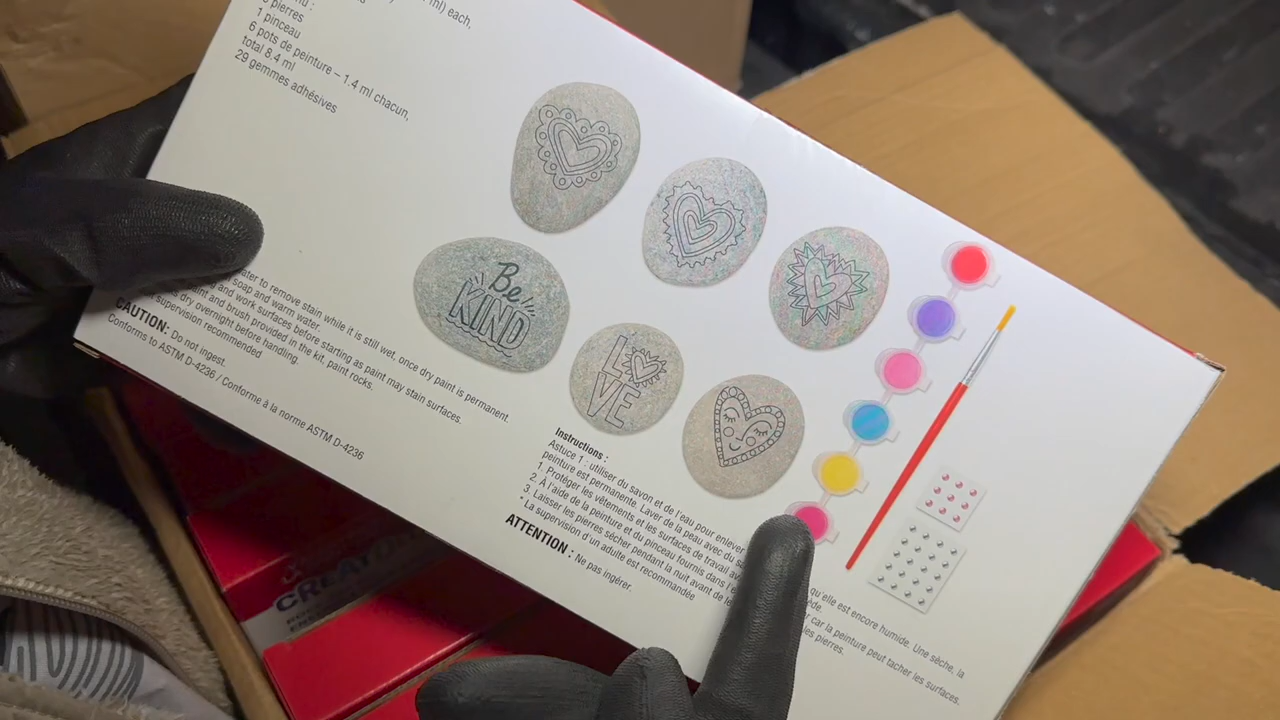 ml) each.
pierres
1 pinceau
6 pots de peinture – 1.4 ml chacun,
total 8.4 ml
29 gemmes adhésives
Be
KIND
LOVE
water to remove stain while it is still wet, once dry paint is permanent.
soap and warm water.
and work surfaces before starting as paint may stain surfaces.
paint and brush provided in the kit, paint rocks.
dry overnight before handling.
supervision recommended
CAUTION: Do not ingest.
Conforms to ASTM D-4236 / Conforme à la norme ASTM D-4236
Instructions :
Astuce 1 : utiliser du savon et de l'eau pour enlever qu'elle est encore humide. Une sèche, la
peinture est permanente. Laver de la peau avec du
1. Protéger les vêtements et les surfaces de travail car la peinture peut tacher les surfaces.
2. À l'aide de la peinture et du pinceau fournis dans les pierres.
3. Laisser les pierres sécher pendant la nuit avant de
• La supervision d'un adulte est recommandée
ATTENTION : Ne pas ingérer.